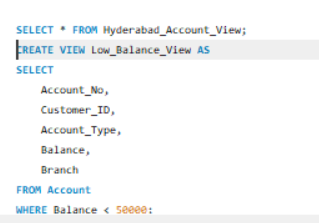 SELECT * FROM Hyderabad_Account_View;
CREATE VIEW Low_Balance_View AS
SELECT
Account_No,
Customer_ID,
Account_Type,
Balance,
Branch
FROM Account
WHERE Balance < 50000;